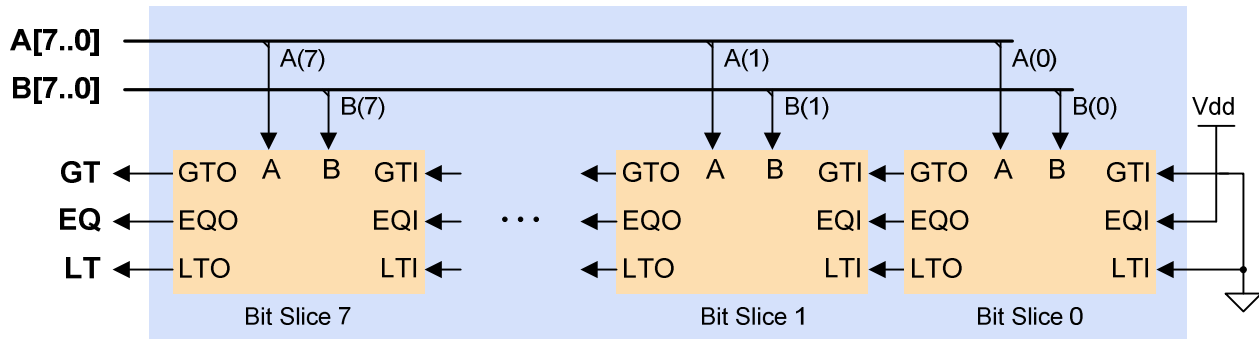 A[7..0]
A(7) A(1) A(0)
B[7..0]
B(7) B(1) B(0) Vdd
GT GTO A B GTI GTO A B GTI GTO A B GTI
EQ EQO EQI ... EQO EQI EQO EQI
LT LTO LTI LTO LTI LTO LTI
Bit Slice 7 Bit Slice 1 Bit Slice 0